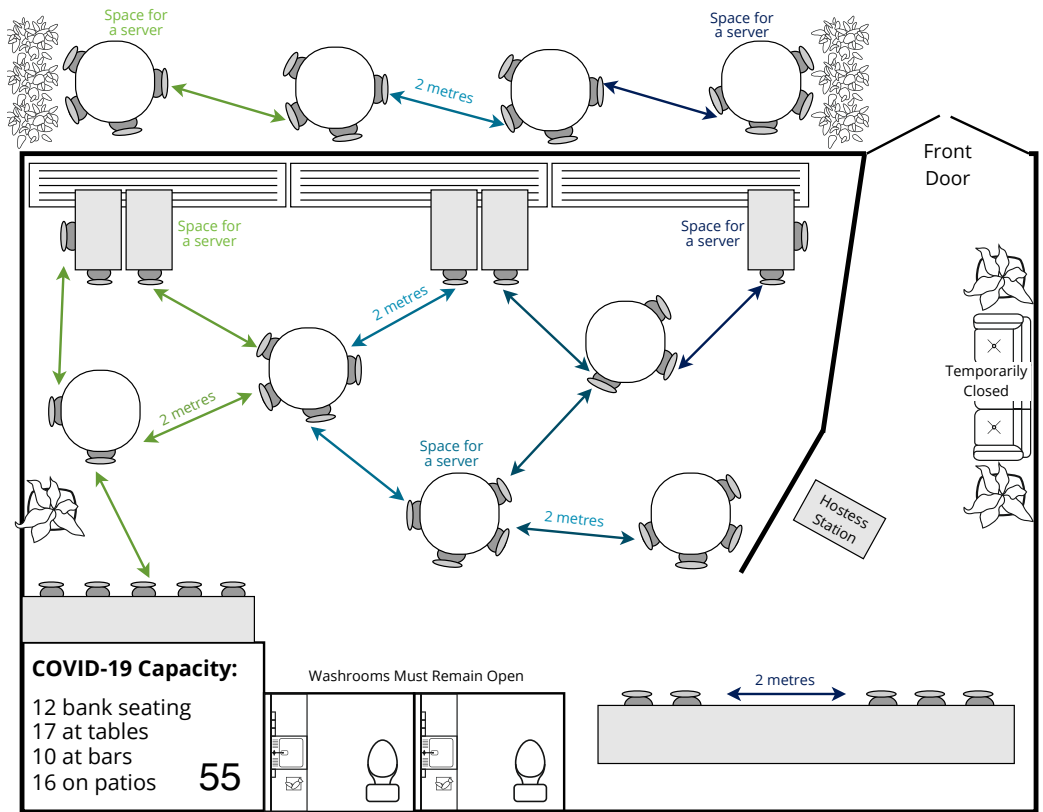 Space for
a server
Space for
a server
2 metres
Front
Door
Space for
a server
Space for
a server
2 metres
Temporarily
Closed
2 metres
Space for
a server
Hostess
Station
2 metres
COVID-19 Capacity:
12 bank seating
17 at tables
10 at bars
16 on patios
55
Washrooms Must Remain Open
2 metres